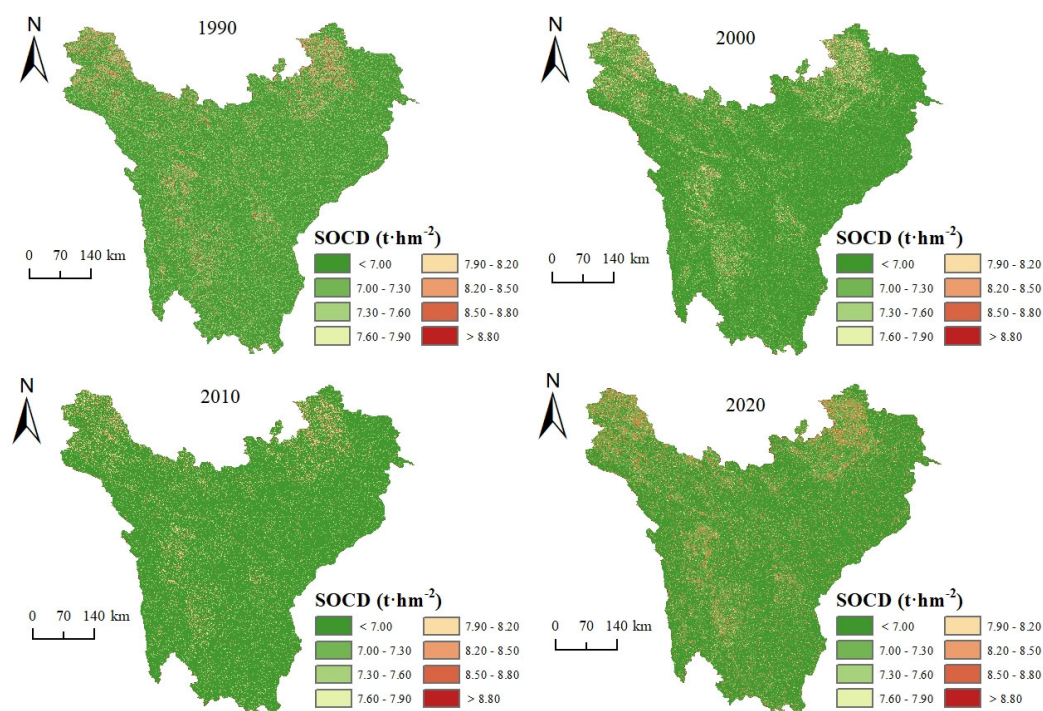 N
1990
SOCD (t·hm⁻²)
0 70 140 km
< 7.00 7.90 - 8.20
7.00 - 7.30 8.20 - 8.50
7.30 - 7.60 8.50 - 8.80
7.60 - 7.90 > 8.80
N
2000
SOCD (t·hm⁻²)
0 70 140 km
< 7.00 7.90 - 8.20
7.00 - 7.30 8.20 - 8.50
7.30 - 7.60 8.50 - 8.80
7.60 - 7.90 > 8.80
N
2010
SOCD (t·hm⁻²)
0 70 140 km
< 7.00 7.90 - 8.20
7.00 - 7.30 8.20 - 8.50
7.30 - 7.60 8.50 - 8.80
7.60 - 7.90 > 8.80
N
2020
SOCD (t·hm⁻²)
0 70 140 km
< 7.00 7.90 - 8.20
7.00 - 7.30 8.20 - 8.50
7.30 - 7.60 8.50 - 8.80
7.60 - 7.90 > 8.80